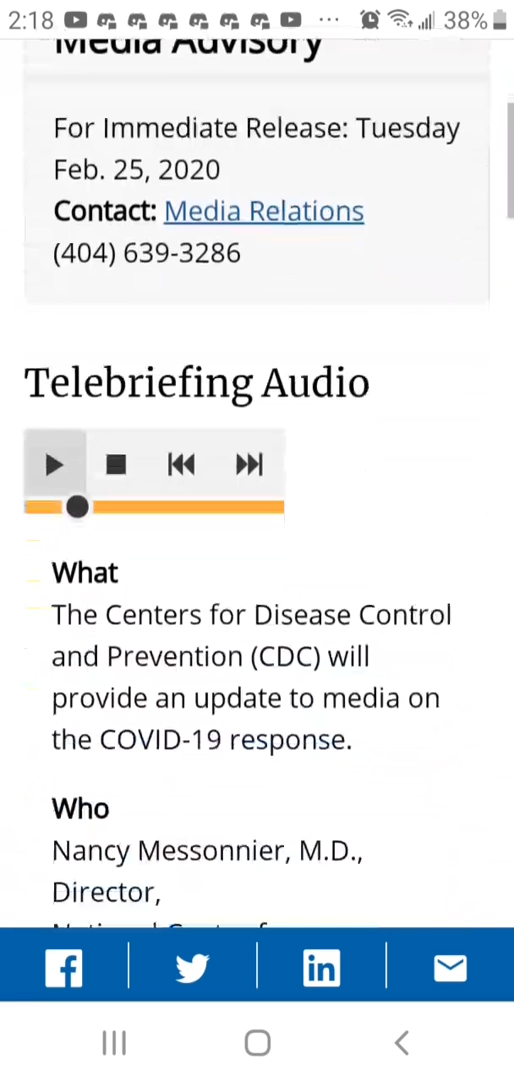 2:18 38%
Media Advisory
For Immediate Release: Tuesday
Feb. 25, 2020
Contact: Media Relations
(404) 639-3286
Telebriefing Audio
What
The Centers for Disease Control
and Prevention (CDC) will
provide an update to media on
the COVID-19 response.
Who
Nancy Messonnier, M.D.,
Director,